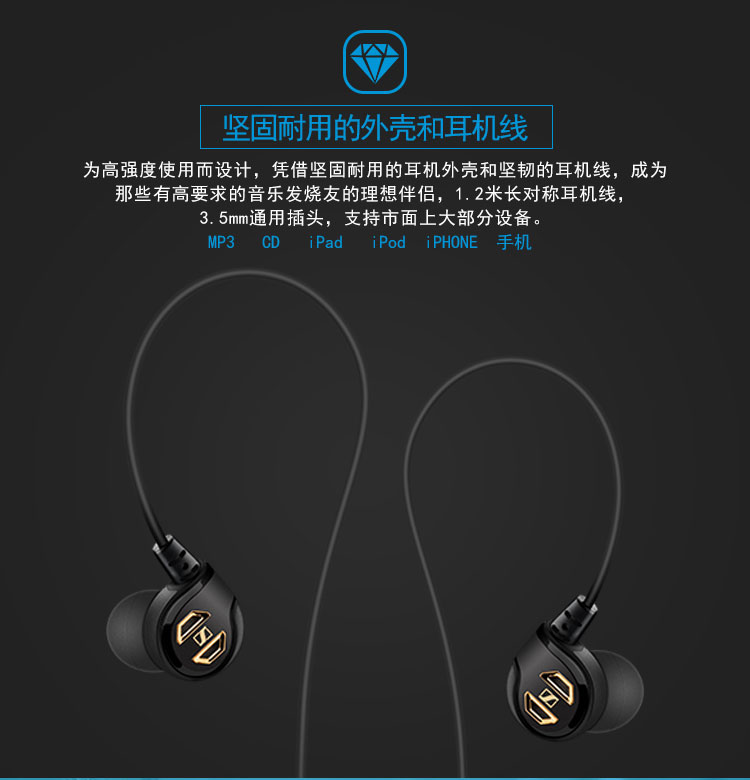 坚固耐用的外壳和耳机线
为高强度使用而设计，凭借坚固耐用的耳机外壳和坚韧的耳机线，成为
那些有高要求的音乐发烧友的理想伴侣，1.2米长对称耳机线，
3.5mm通用插头，支持市面上大部分设备。
MP3 CD iPad iPod iPHONE 手机